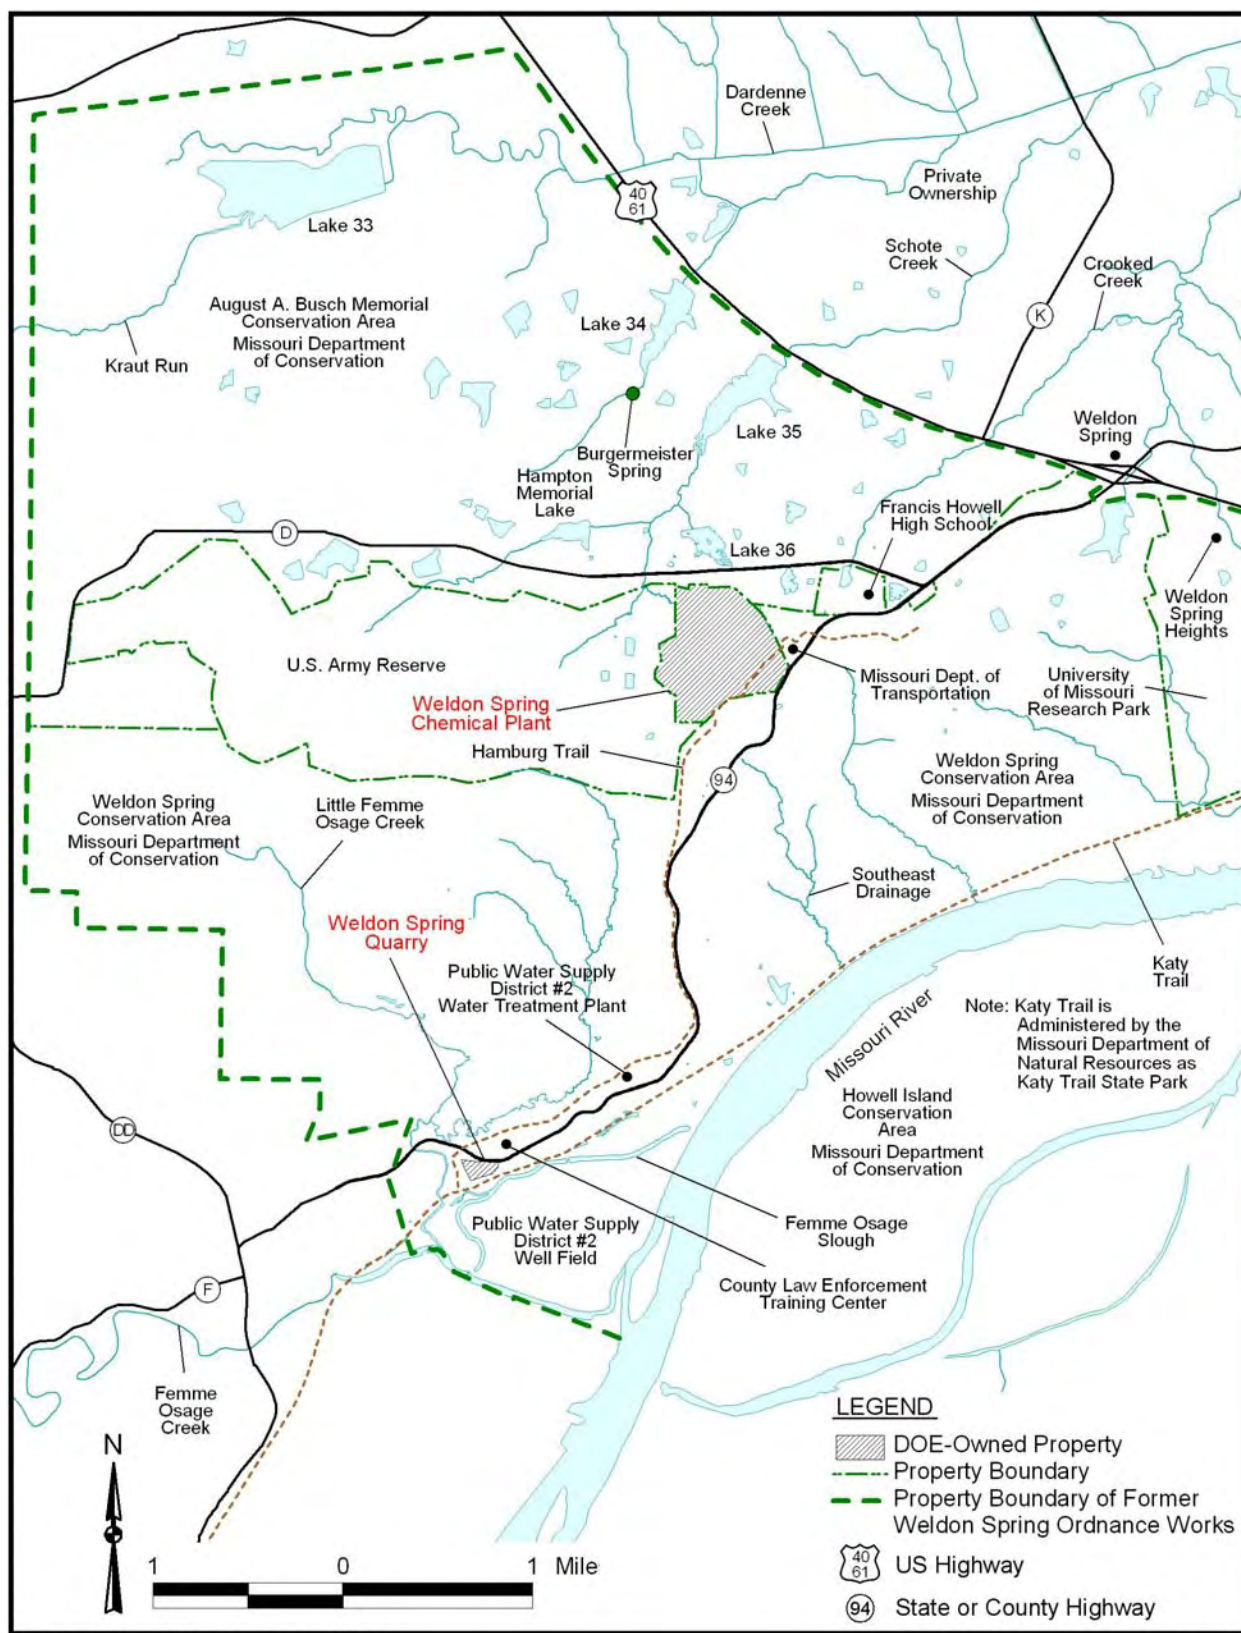 Dardenne
Creek
Private
Ownership
40
61
Lake 33
Schote
Creek
Crooked
Creek
August A. Busch Memorial
Conservation Area
Missouri Department
of Conservation
Lake 34
K
Kraut Run
Weldon
Spring
Lake 35
Burgermeister
Spring
Hampton
Memorial
Lake
Francis Howell
High School
D
Lake 36
Weldon
Spring
Heights
U.S. Army Reserve
Missouri Dept. of
Transportation
University
of Missouri
Research Park
Weldon Spring
Chemical Plant
Hamburg Trail
94
Weldon Spring
Conservation Area
Missouri Department
of Conservation
Weldon Spring
Conservation Area
Missouri Department
of Conservation
Little Femme
Osage Creek
Southeast
Drainage
Weldon Spring
Quarry
Public Water Supply
District #2
Water Treatment Plant
Katy
Trail
Missouri River
Note: Katy Trail is
Administered by the
Missouri Department of
Natural Resources as
Katy Trail State Park
Howell Island
Conservation
Area
Missouri Department
of Conservation
DD
Public Water Supply
District #2
Well Field
Femme Osage
Slough
County Law Enforcement
Training Center
F
Femme
Osage
Creek
LEGEND
DOE-Owned Property
Property Boundary
Property Boundary of Former
Weldon Spring Ordnance Works
40
61
US Highway
94
State or County Highway
N
1 0 1 Mile